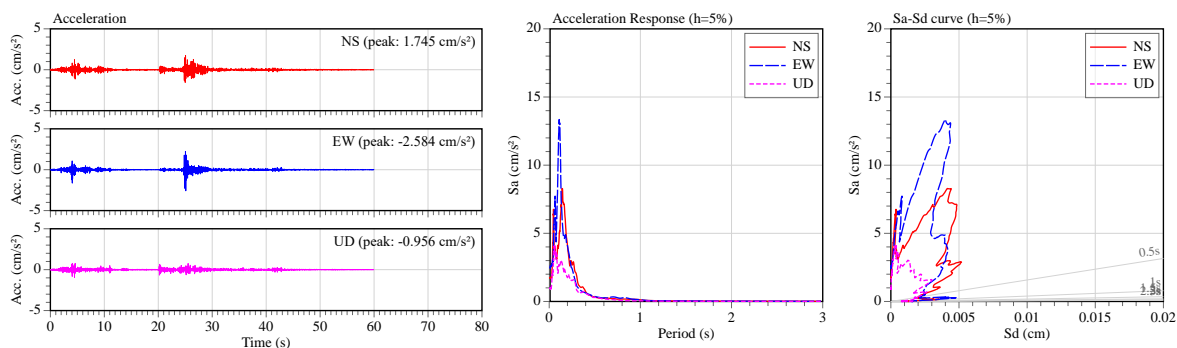 Acceleration
NS (peak: 1.745 cm/s²)
5
0
-5
Acc. (cm/s²)
EW (peak: -2.584 cm/s²)
5
0
-5
Acc. (cm/s²)
UD (peak: -0.956 cm/s²)
5
0
-5
Acc. (cm/s²)
0 10 20 30 40 50 60 70 80
Time (s)
Acceleration Response (h=5%)
NS
EW
UD
20
15
10
5
0
Sa (cm/s²)
0 1 2 3
Period (s)
Sa-Sd curve (h=5%)
NS
EW
UD
20
15
10
5
0
Sa (cm/s²)
0.5s
1s
0 0.005 0.01 0.015 0.02
Sd (cm)